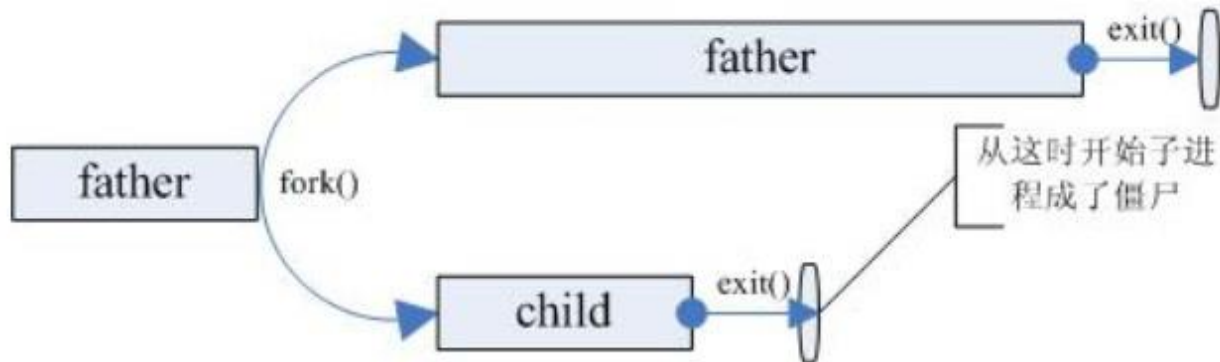 father
exit()
father
fork()
从这时开始子进
程成了僵尸
child
exit()